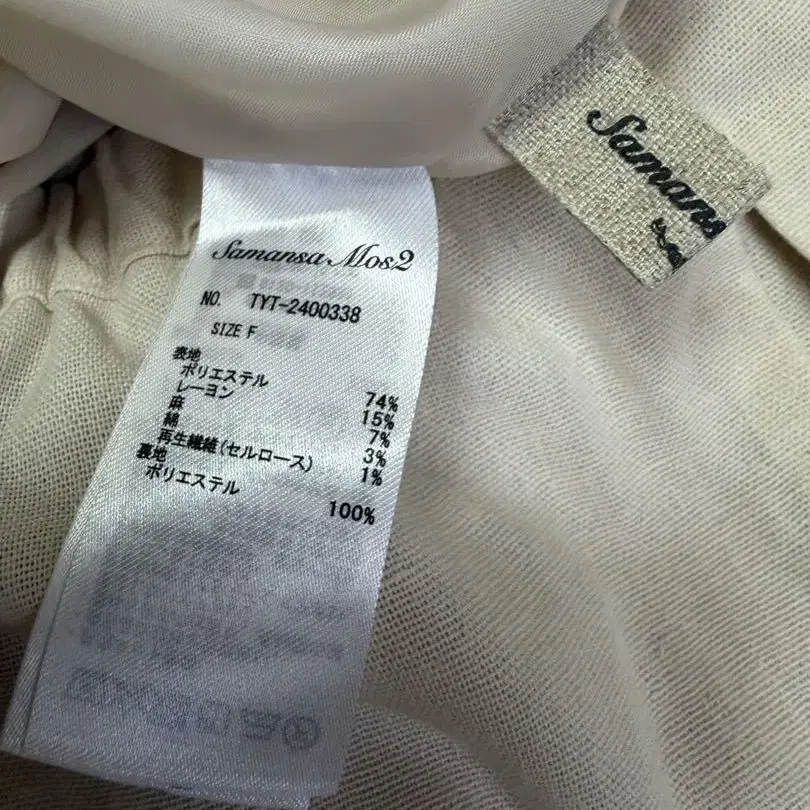 Samansa Mos2
NO. TYT-2400338
SIZE F
表地
ポリエステル 74%
レーヨン 15%
麻 7%
綿 3%
再生繊維(セルロース) 1%
裏地
ポリエステル 100%
Samans